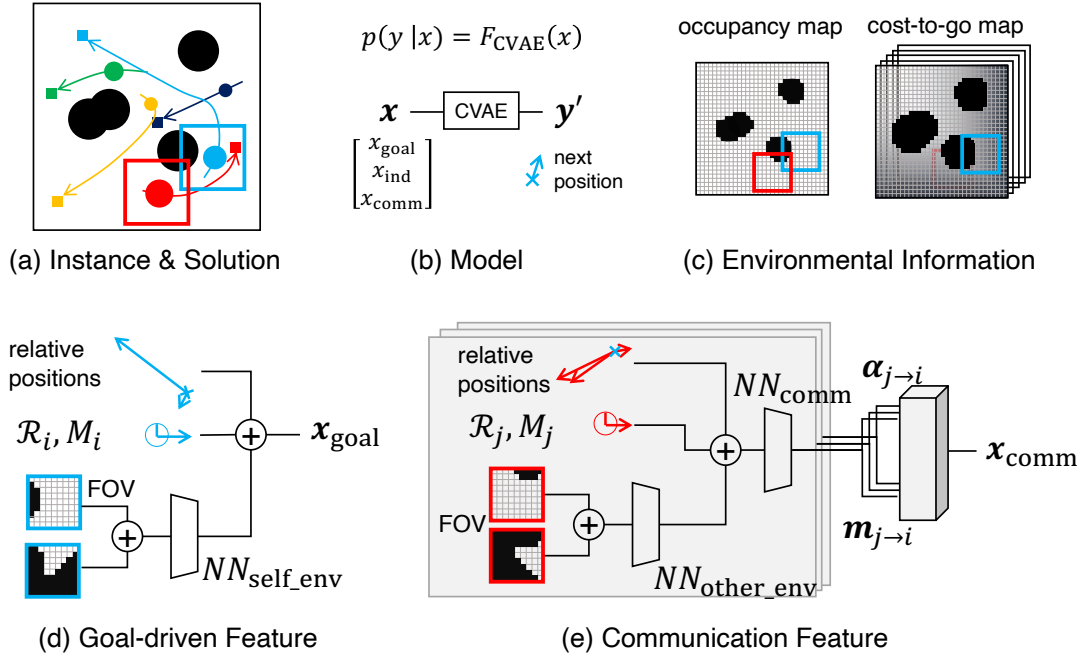 p(y |x) = F_CVAE(x)
x
CVAE
y′
x_goal
x_ind
x_comm
next
position
occupancy map
cost-to-go map
(a) Instance & Solution
(b) Model
(c) Environmental Information
relative
positions
ℛ_i, M_i
FOV
+
+
x_goal
NN_self_env
(d) Goal-driven Feature
relative
positions
ℛ_j, M_j
FOV
+
+
NN_comm
NN_other_env
α_j→i
m_j→i
x_comm
(e) Communication Feature